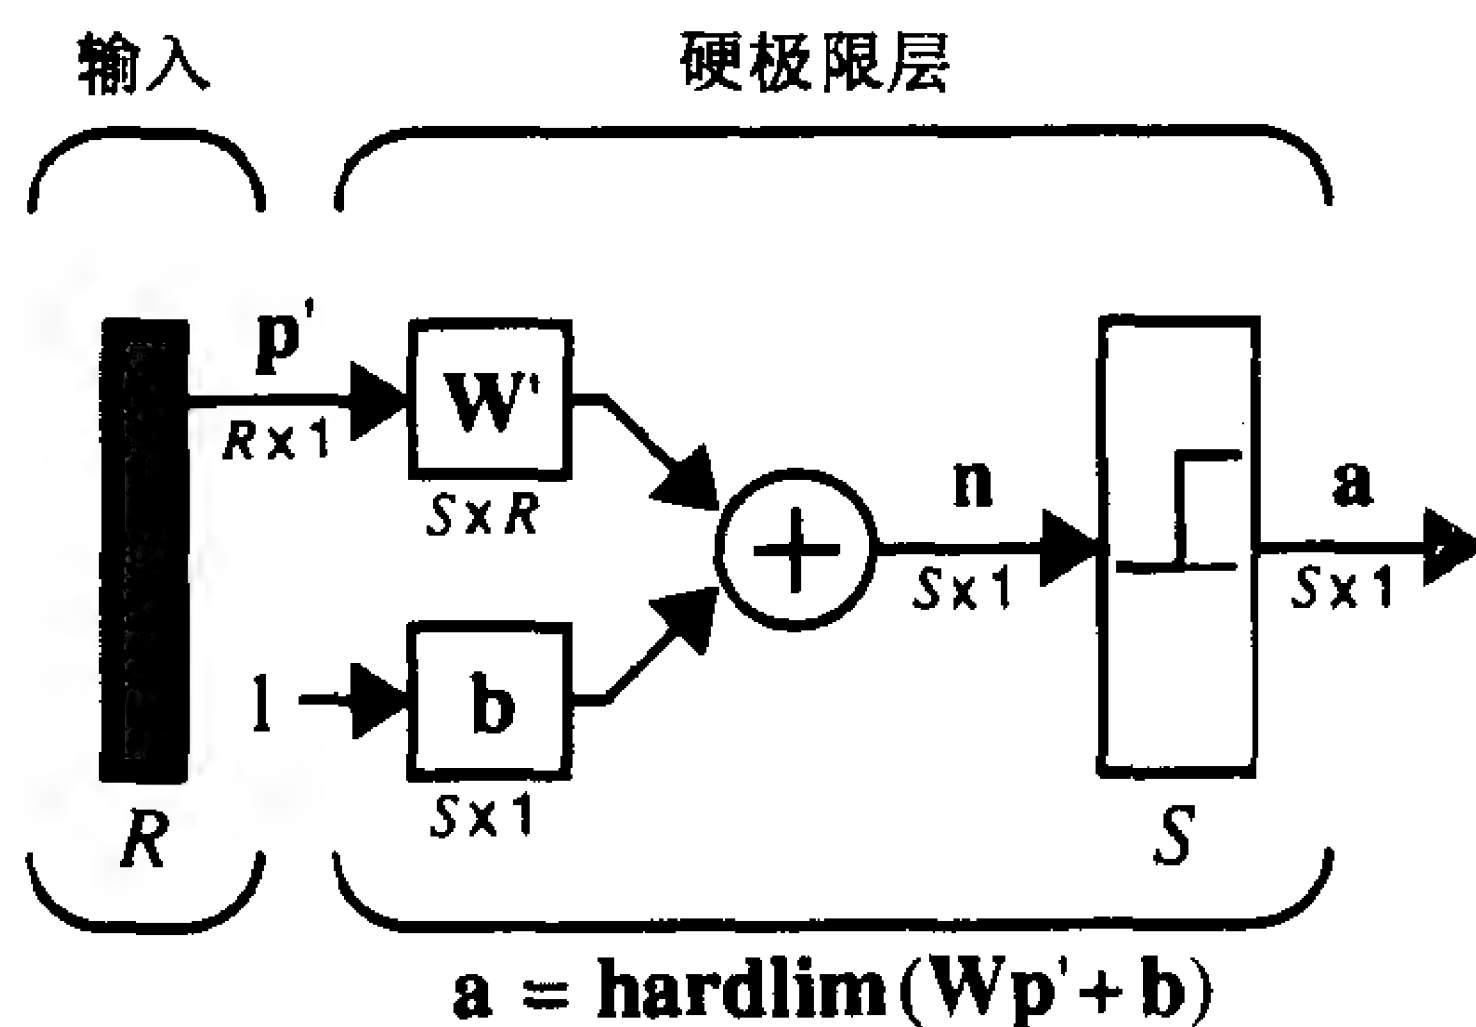 输入 硬极限层
p'
R×1
W'
S×R
n
S×1
a
S×1
1
b
S×1
R
S
a = hardlim(Wp'+b)